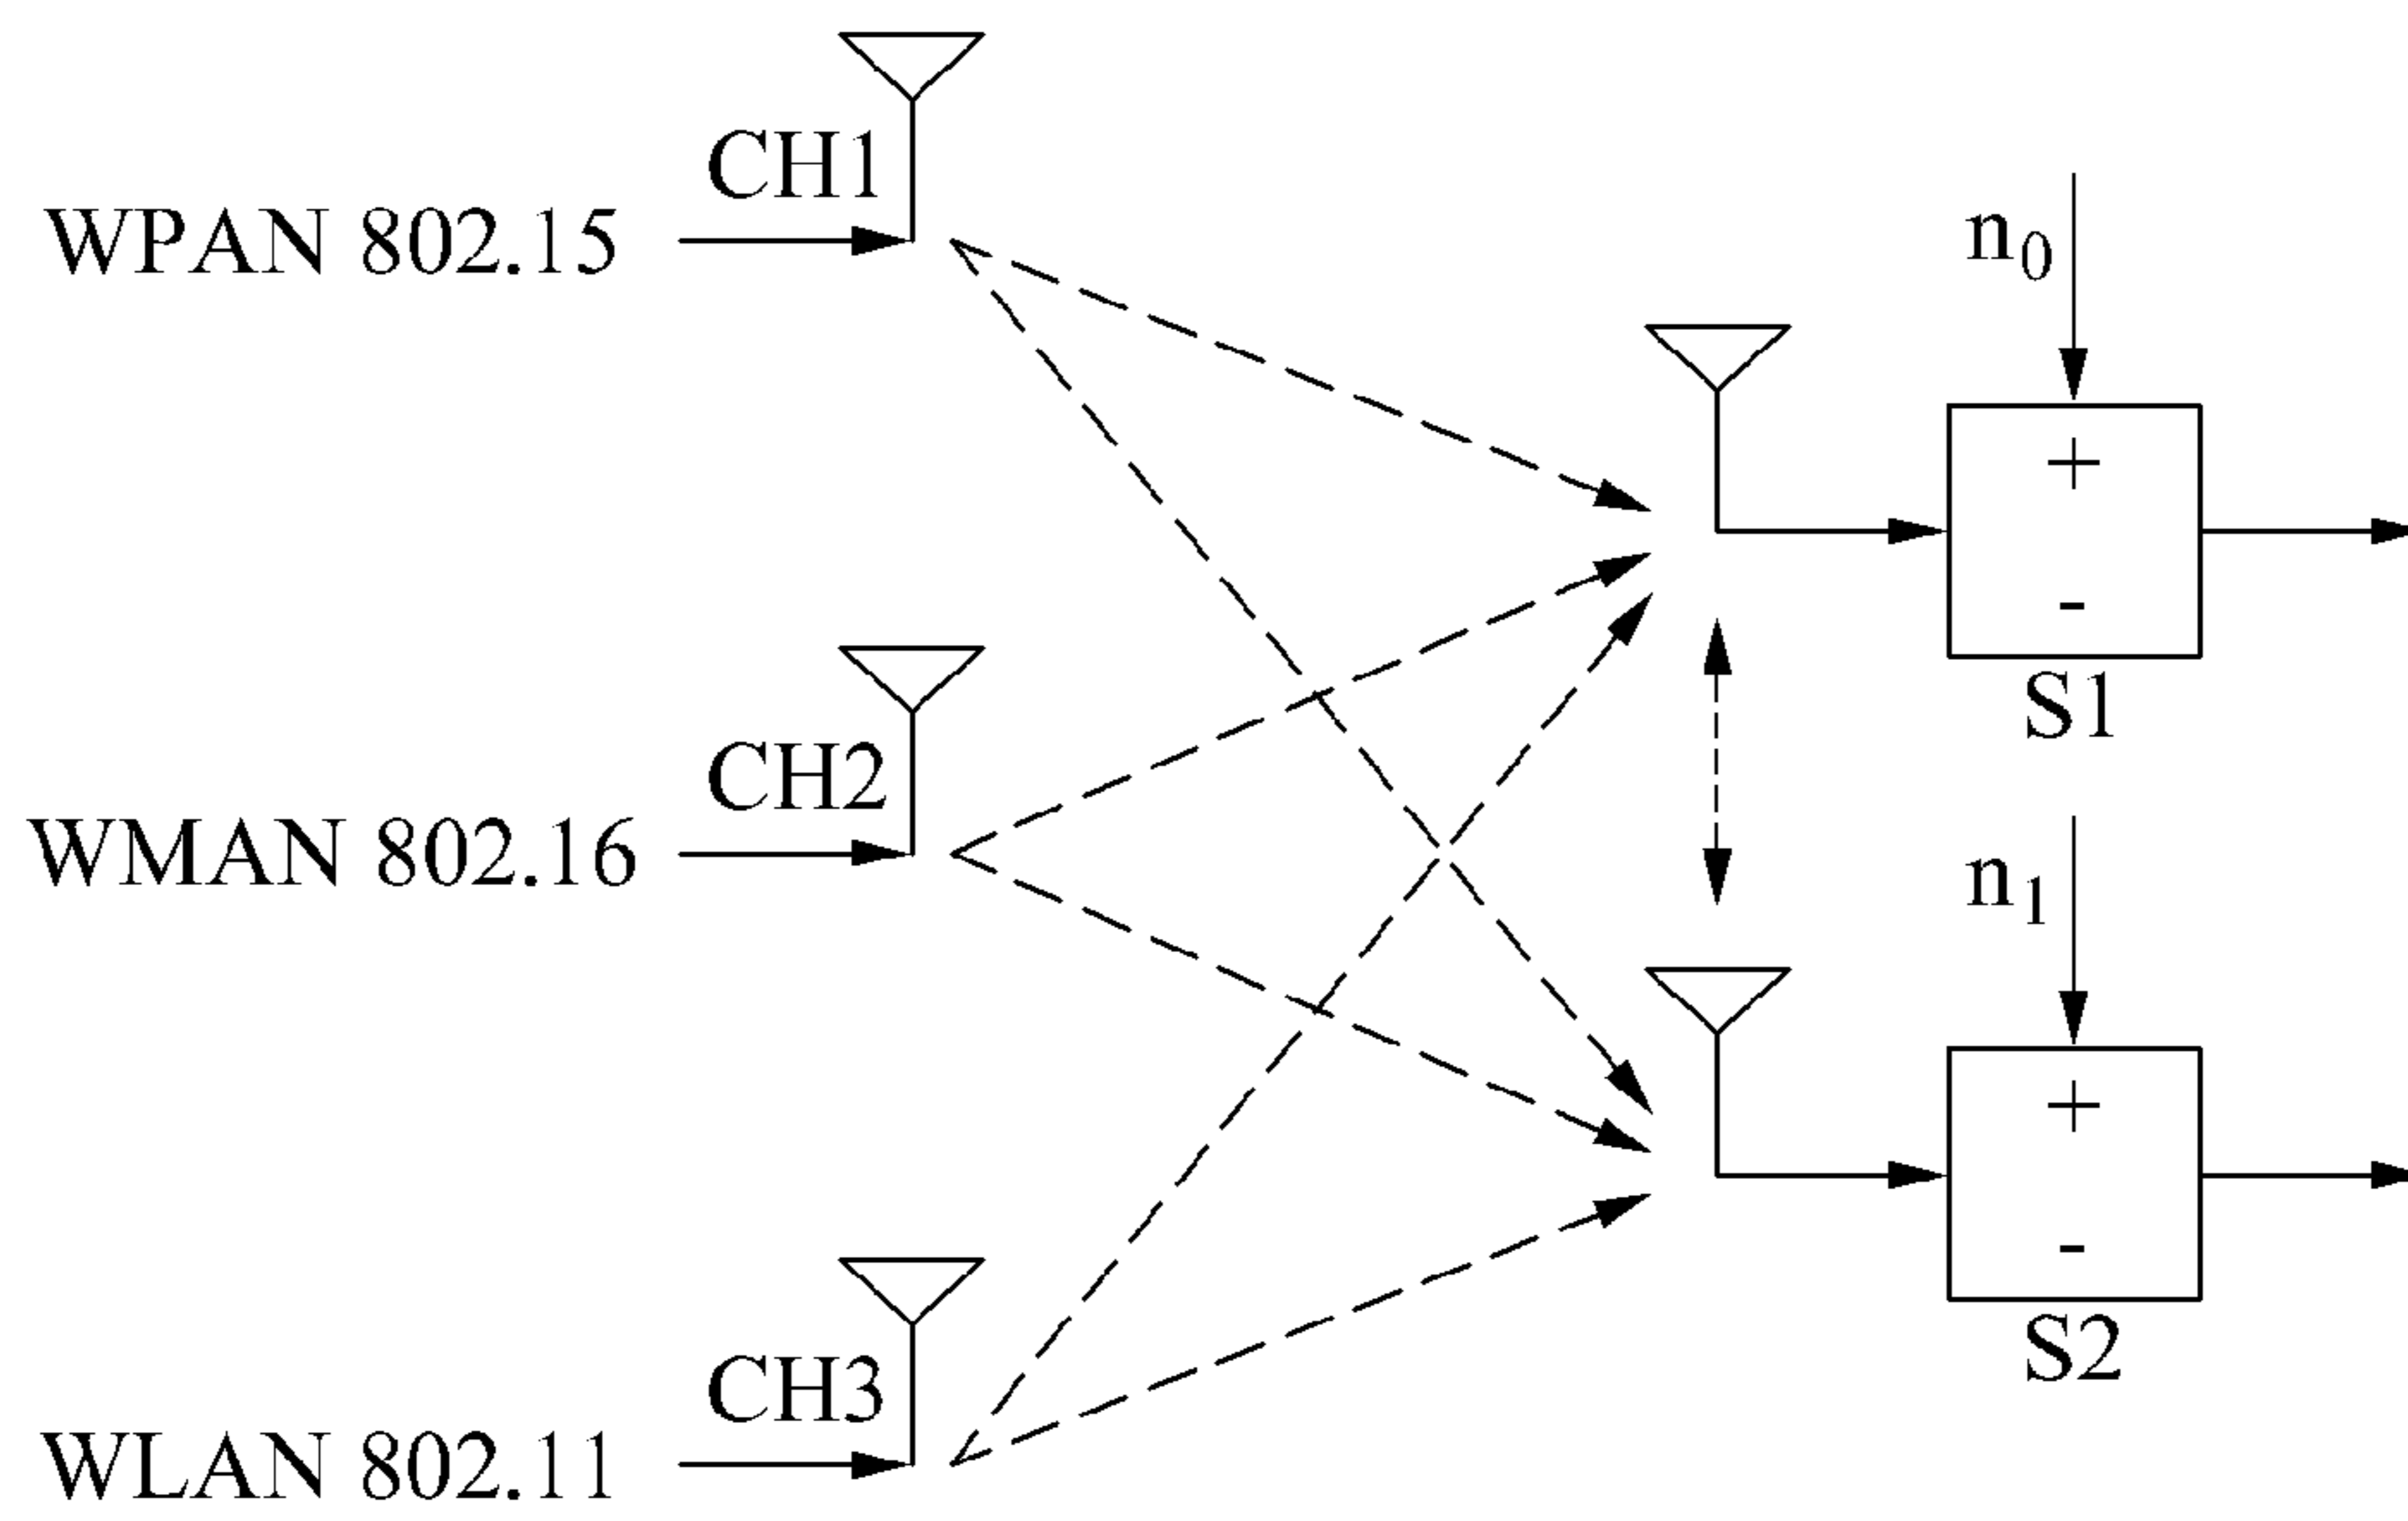 CH1
WPAN 802.15
n0
+
-
S1
CH2
WMAN 802.16
n1
+
-
S2
CH3
WLAN 802.11